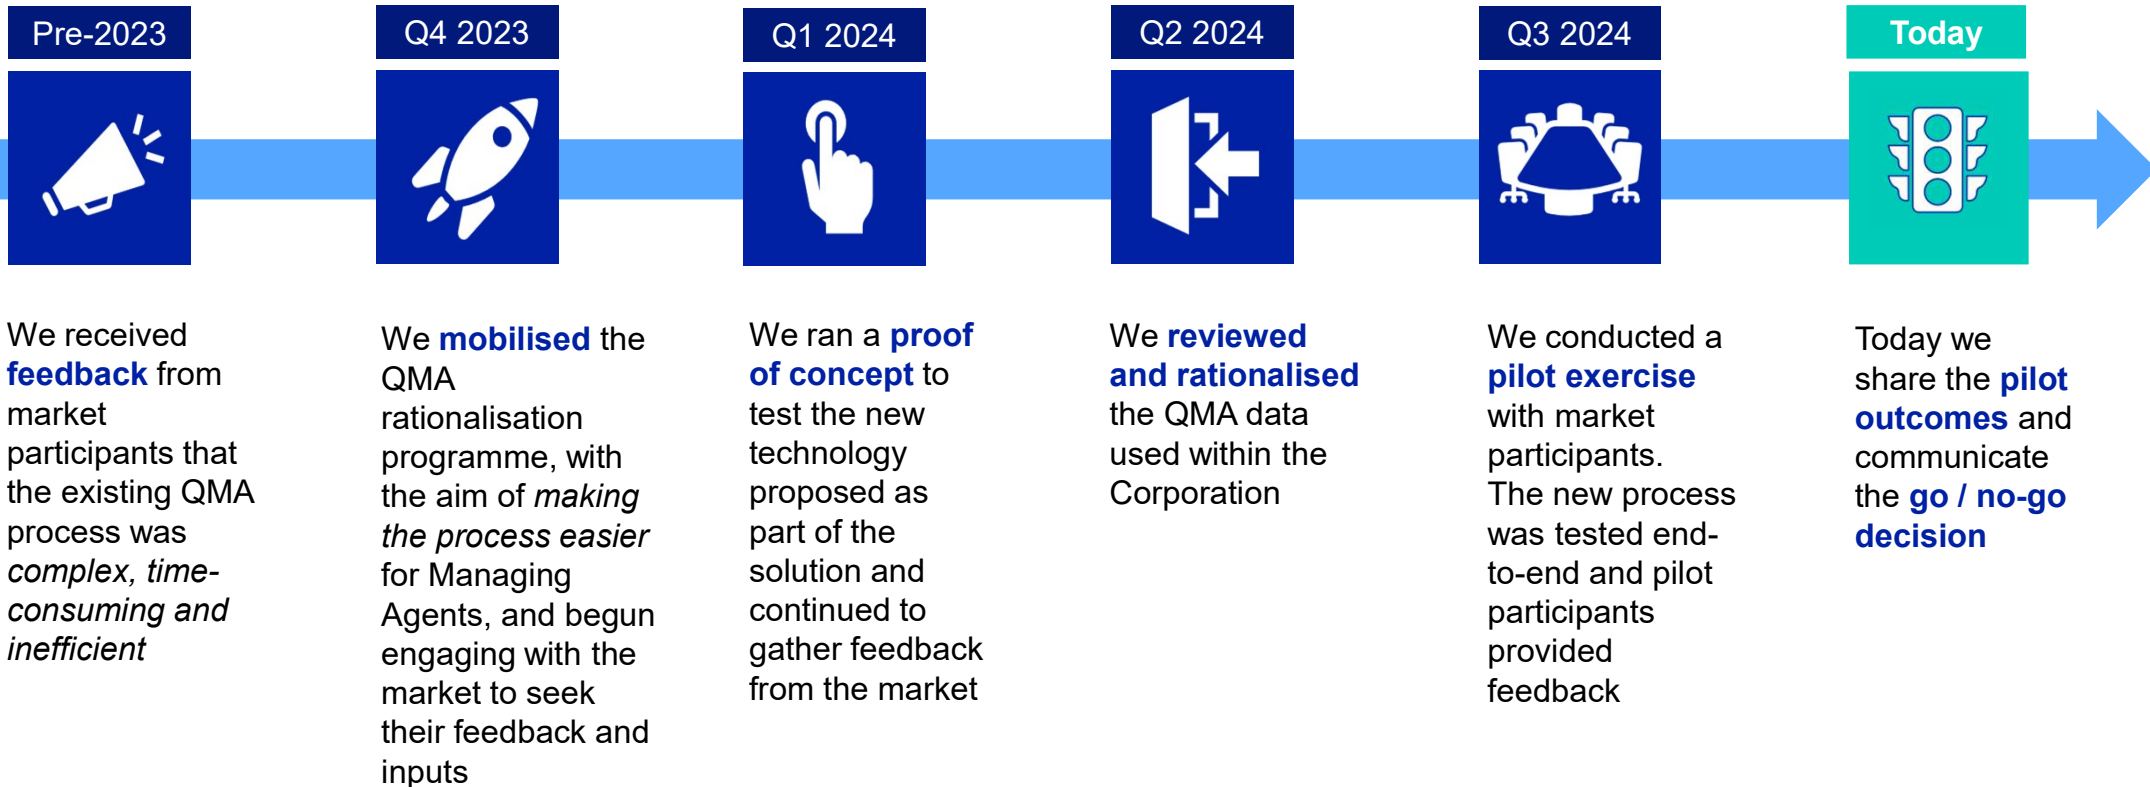 Pre-2023
Q4 2023
Q1 2024
Q2 2024
Q3 2024
Today
We received
feedback from
market
participants that
the existing QMA
process was
complex, time-
consuming and
inefficient
We mobilised the
QMA
rationalisation
programme, with
the aim of making
the process easier
for Managing
Agents, and begun
engaging with the
market to seek
their feedback and
inputs
We ran a proof
of concept to
test the new
technology
proposed as
part of the
solution and
continued to
gather feedback
from the market
We reviewed
and rationalised
the QMA data
used within the
Corporation
We conducted a
pilot exercise
with market
participants.
The new process
was tested end-
to-end and pilot
participants
provided
feedback
Today we
share the pilot
outcomes and
communicate
the go / no-go
decision